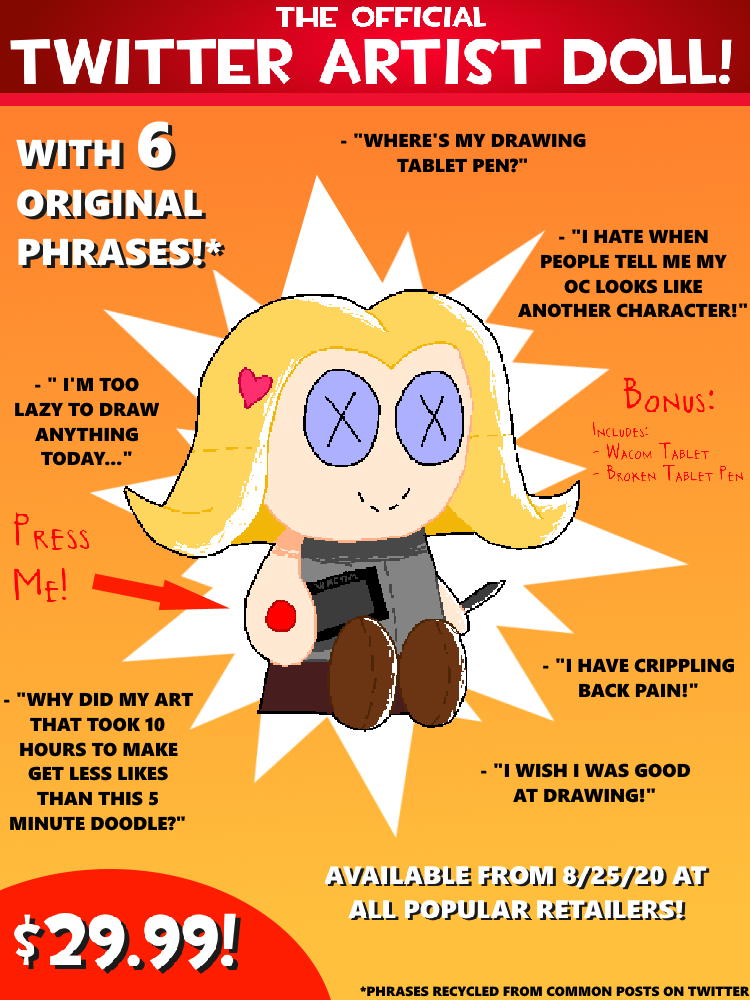 THE OFFICIAL
TWITTER ARTIST DOLL!
WITH 6
ORIGINAL
PHRASES!*
- "WHERE'S MY DRAWING
TABLET PEN?"
- "I HATE WHEN
PEOPLE TELL ME MY
OC LOOKS LIKE
ANOTHER CHARACTER!"
- " I'M TOO
LAZY TO DRAW
ANYTHING
TODAY..."
BONUS:
INCLUDES:
- WACOM TABLET
- BROKEN TABLET PEN
PRESS
ME!
- "I HAVE CRIPPLING
BACK PAIN!"
- "WHY DID MY ART
THAT TOOK 10
HOURS TO MAKE
GET LESS LIKES
THAN THIS 5
MINUTE DOODLE?"
- "I WISH I WAS GOOD
AT DRAWING!"
AVAILABLE FROM 8/25/20 AT
ALL POPULAR RETAILERS!
$29.99!
*PHRASES RECYCLED FROM COMMON POSTS ON TWITTER